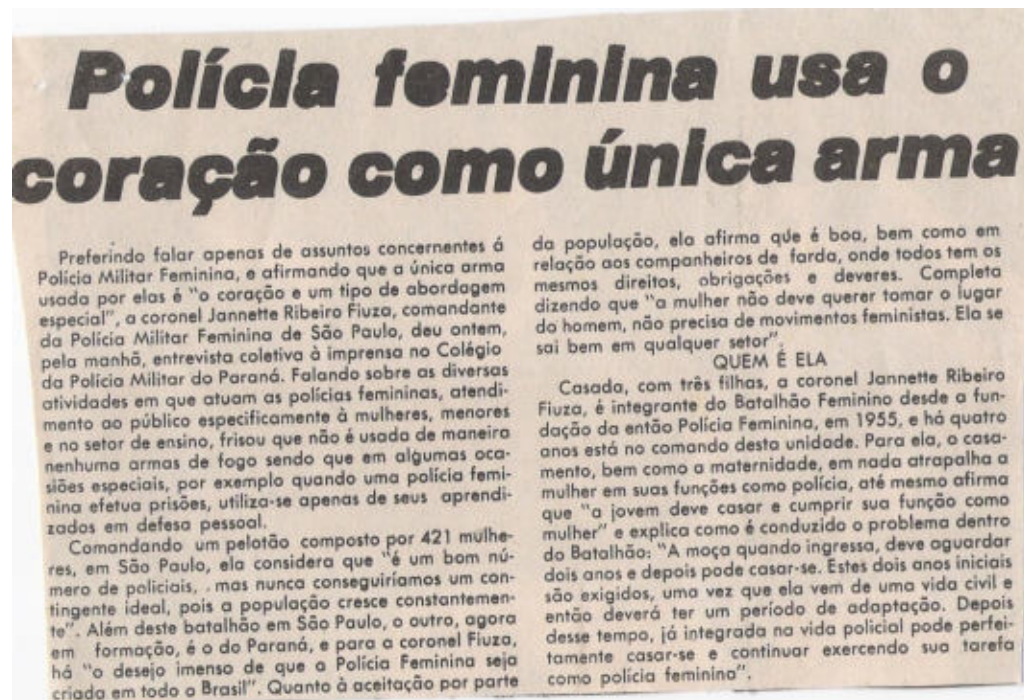 Polícia feminina usa o
coração como única arma
Preferindo falar apenas de assuntos concernentes á
Polícia Militar Feminina, e afirmando que a única arma
usada por elas é "o coração e um tipo de abordagem
especial", a coronel Jannette Ribeiro Fiuza, comandante
da Polícia Militar Feminina de São Paulo, deu ontem,
pela manhã, entrevista coletiva à imprensa no Colégio
da Polícia Militar do Paraná. Falando sobre as diversas
atividades em que atuam as polícias femininas, atendi-
mento ao público especificamente à mulheres, menores
e no setor de ensino, frisou que não é usada de maneira
nenhuma armas de fogo sendo que em algumas oca-
siões especiais, por exemplo quando uma polícia femi-
nina efetua prisões, utiliza-se apenas de seus aprendi-
zados em defesa pessoal.
Comandando um pelotão composto por 421 mulhe-
res, em São Paulo, ela considera que "é um bom nú-
mero de policiais, . mas nunca conseguiríamos um con-
tingente ideal, pois a população cresce constantemen-
te". Além deste batalhão em São Paulo, o outro, agora
em formação, é o do Paraná, e para a coronel Fiuza,
há "o desejo imenso de que a Polícia Feminina seja
criada em todo o Brasil". Quanto à aceitação por parte
da população, ela afirma que é boa, bem como em
relação aos companheiros de farda, onde todos tem os
mesmos direitos, obrigações e deveres. Completa
dizendo que "a mulher não deve querer tomar o lugar
do homem, não precisa de movimentos feministas. Ela se
sai bem em qualquer setor".
QUEM É ELA
Casada, com três filhas, a coronel Jannette Ribeiro
Fiuza, é integrante do Batalhão Feminino desde a fun-
dação da então Polícia Feminina, em 1955, e há quatro
anos está no comando desta unidade. Para ela, o casa-
mento, bem como a maternidade, em nada atrapalha a
mulher em suas funções como polícia, até mesmo afirma
que "a jovem deve casar e cumprir sua função como
mulher" e explica como é conduzido o problema dentro
do Batalhão: "A moça quando ingressa, deve aguardar
dois anos e depois pode casar-se. Estes dois anos iniciais
são exigidos, uma vez que ela vem de uma vida civil e
então deverá ter um período de adaptação. Depois
desse tempo, já integrada na vida policial pode perfei-
tamente casar-se e continuar exercendo sua tarefa
como polícia feminina".